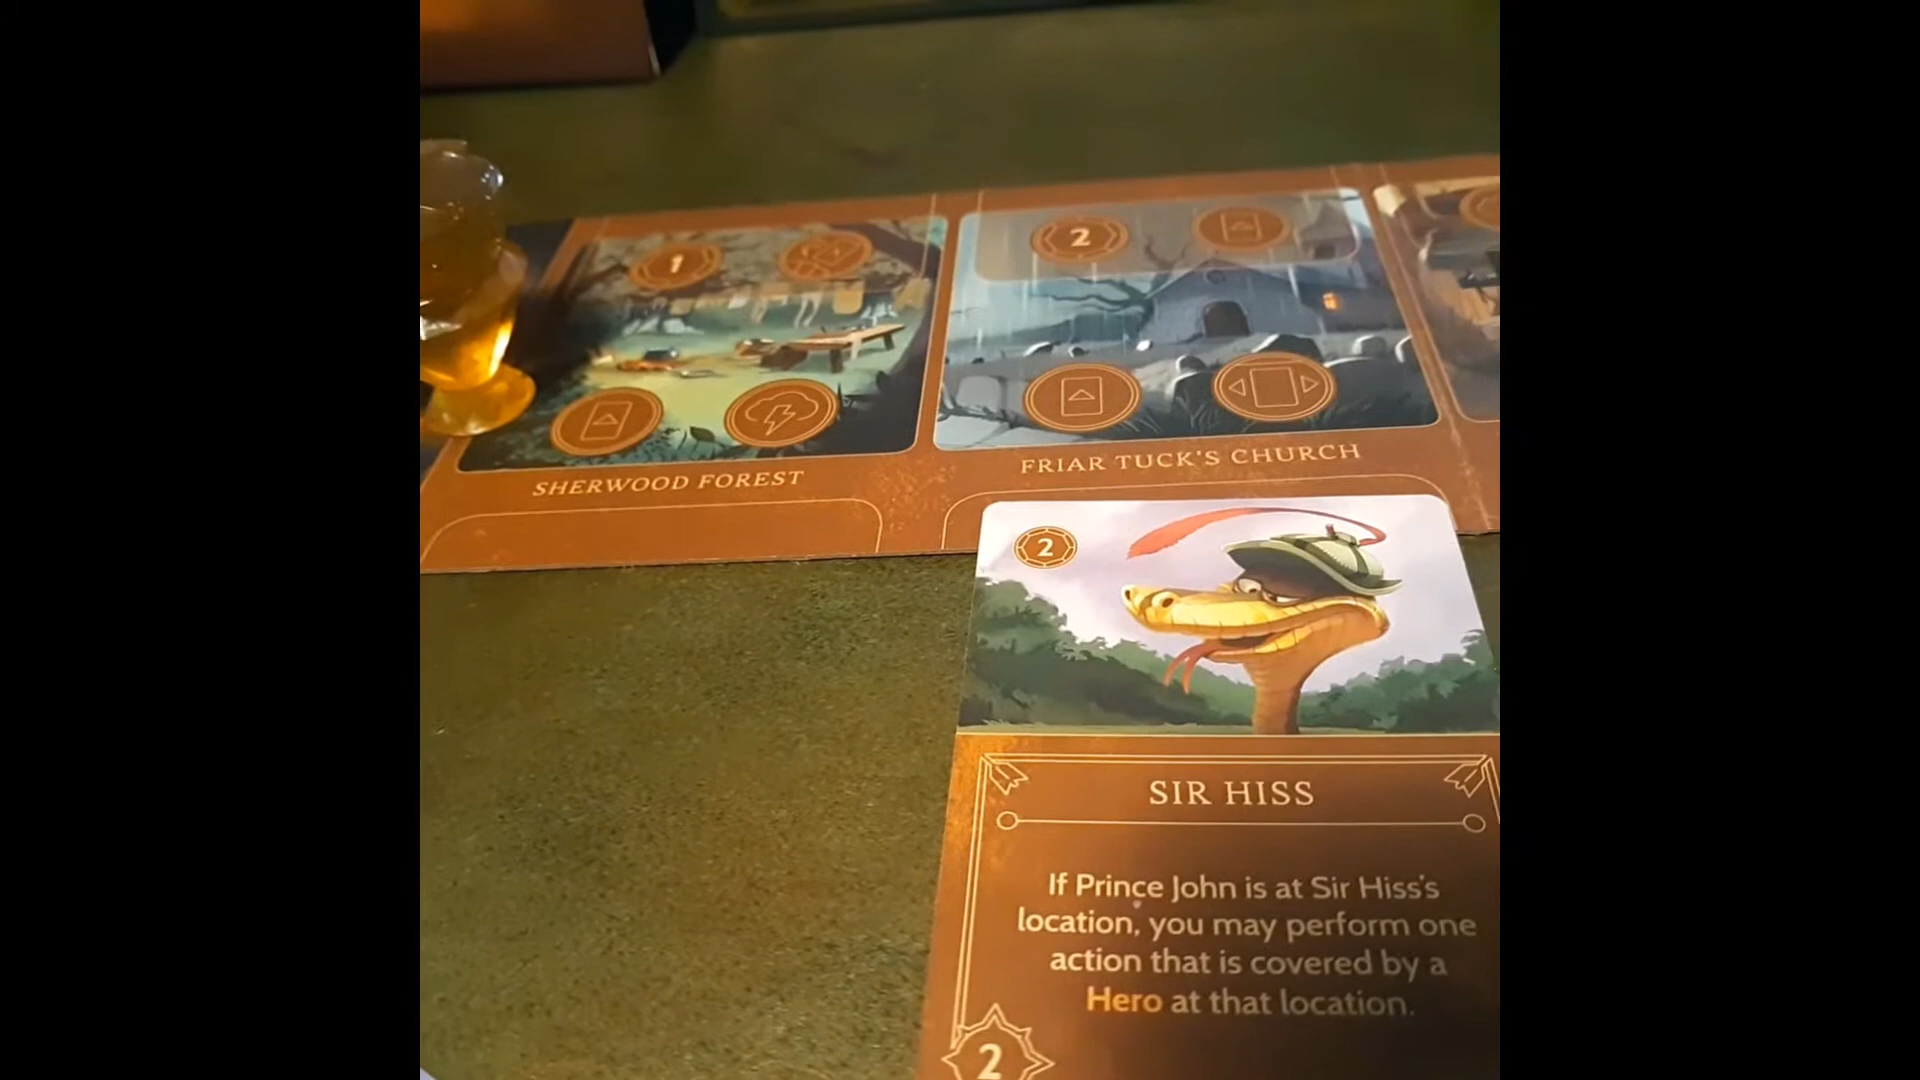 1
2
SHERWOOD FOREST
FRIAR TUCK'S CHURCH
2
SIR HISS
If Prince John is at Sir Hiss's
location, you may perform one
action that is covered by a
Hero at that location.
2